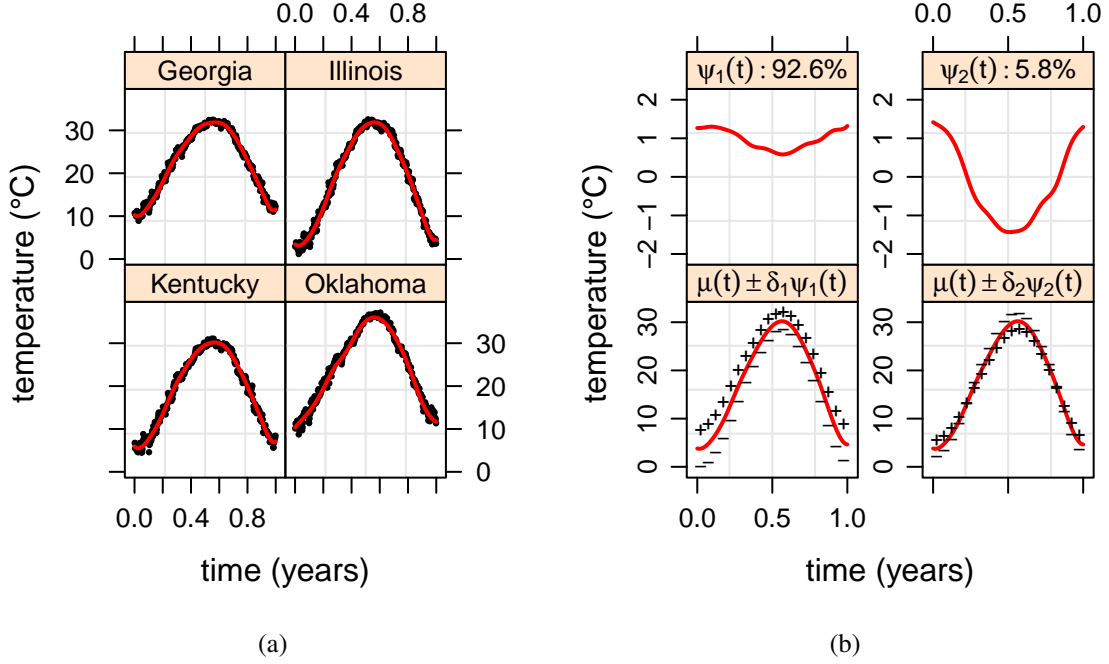 0.0 0.4 0.8
Georgia Illinois
temperature (°C)
30
20
10
0
Kentucky Oklahoma
30
20
10
0
0.0 0.4 0.8
time (years)
(a)
0.0 0.5 1.0
ψ1(t) : 92.6% ψ2(t) : 5.8%
temperature (°C)
2
1
0
−1
−2
2
1
0
−1
−2
μ(t) ± δ1ψ1(t) μ(t) ± δ2ψ2(t)
30
20
10
0
30
20
10
0
0.0 0.5 1.0
time (years)
(b)